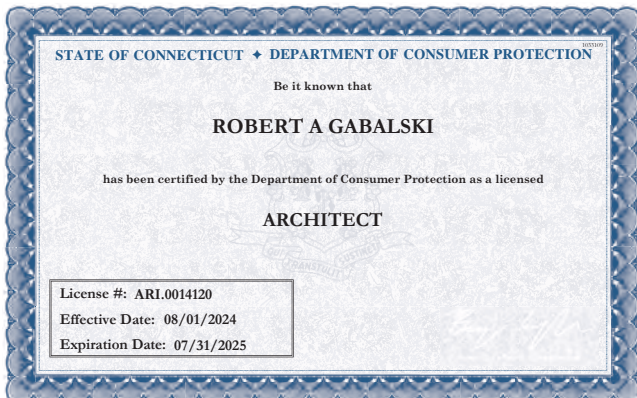 1053109
STATE OF CONNECTICUT ✦ DEPARTMENT OF CONSUMER PROTECTION
Be it known that
ROBERT A GABALSKI
has been certified by the Department of Consumer Protection as a licensed
ARCHITECT
License #: ARI.0014120
Effective Date: 08/01/2024
Expiration Date: 07/31/2025